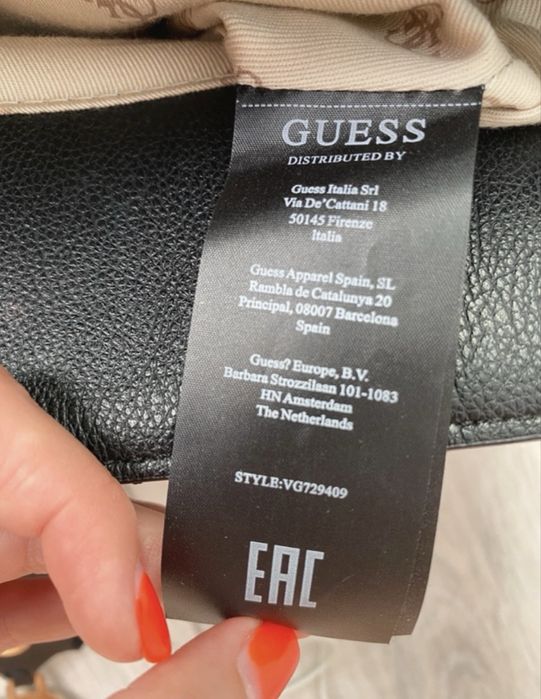 GUESS
DISTRIBUTED BY
Guess Italia Srl
Via De'Cattani 18
50145 Firenze
Italia
Guess Apparel Spain, SL
Rambla de Catalunya 20
Principal, 08007 Barcelona
Spain
Guess? Europe, B.V.
Barbara Strozzilaan 101-1083
HN Amsterdam
The Netherlands
STYLE:VG729409
EAC